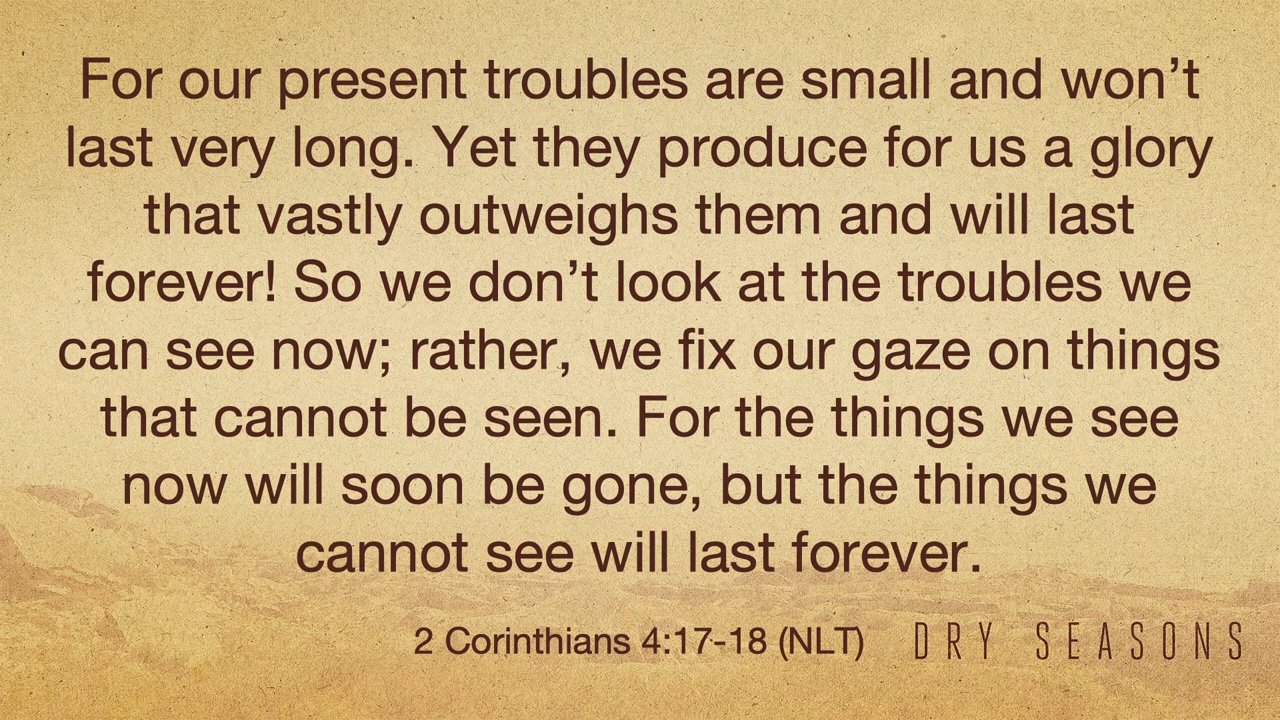 For our present troubles are small and won’t
last very long. Yet they produce for us a glory
that vastly outweighs them and will last
forever! So we don’t look at the troubles we
can see now; rather, we fix our gaze on things
that cannot be seen. For the things we see
now will soon be gone, but the things we
cannot see will last forever.
2 Corinthians 4:17-18 (NLT)
DRY SEASONS